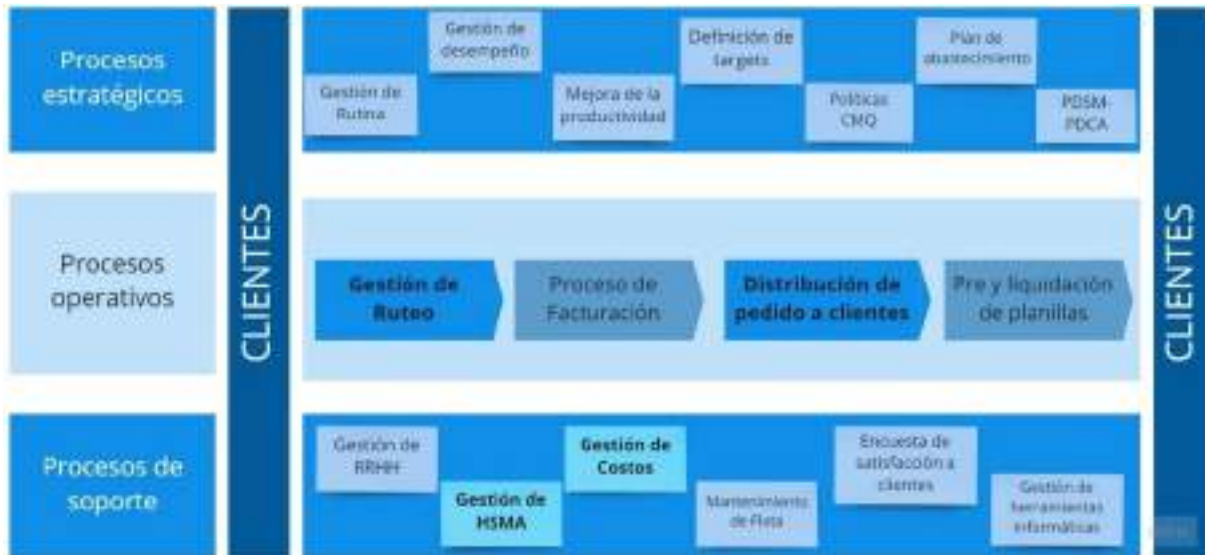 Procesos
estratégicos
CLIENTES
Gestión de
Rutina
Gestión de
desempeño
Mejora de la
productividad
Definición de
targets
Políticas
CMQ
Plan de
abastecimiento
PDSM-
PDCA
CLIENTES
Procesos
operativos
Gestión de
Ruteo
Proceso de
Facturación
Distribución de
pedido a clientes
Pre y liquidación
de planillas
Procesos de
soporte
Gestión de
RRHH
Gestión de
HSMA
Gestión de
Costos
Mantenimiento
de Flota
Encuesta de
satisfacción a
clientes
Gestión de
herramientas
informáticas